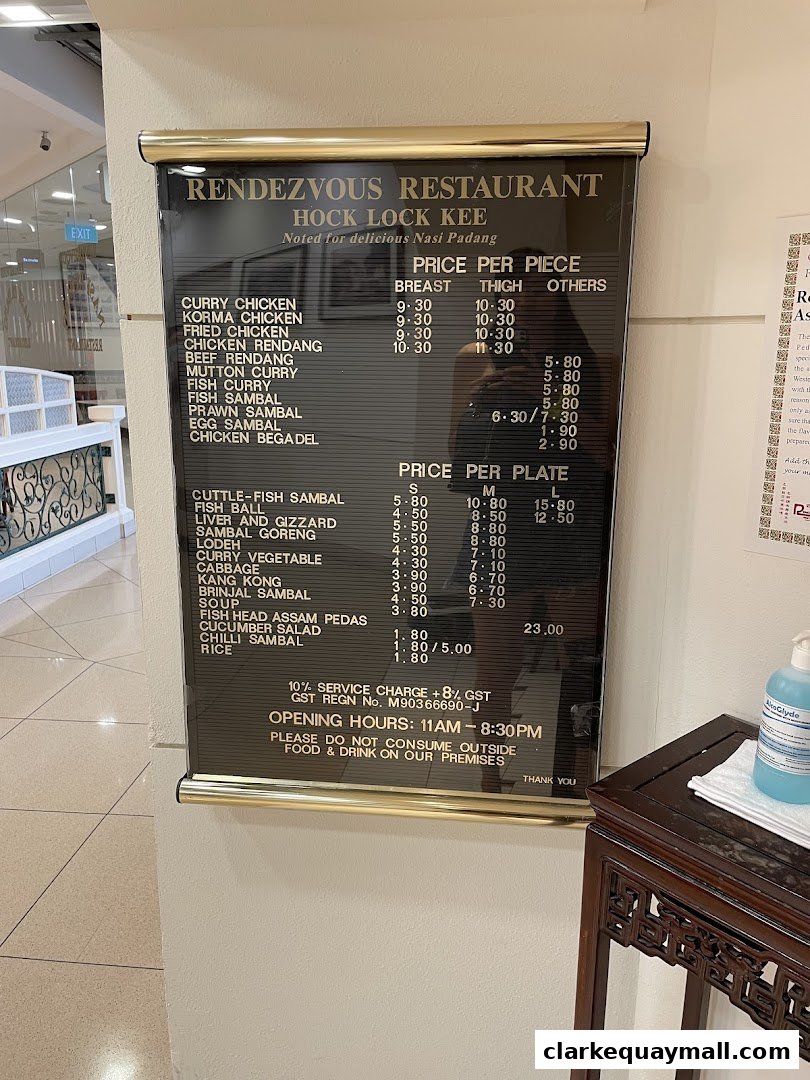 RENDEZVOUS RESTAURANT
HOCK LOCK KEE
Noted for delicious Nasi Padang
PRICE PER PIECE
BREAST THIGH OTHERS
CURRY CHICKEN 9·30 10·30
KORMA CHICKEN 9·30 10·30
FRIED CHICKEN 9·30 10·30
CHICKEN RENDANG 10·30 11·30
BEEF RENDANG 5·80
MUTTON CURRY 5·80
FISH CURRY 5·80
FISH SAMBAL 5·80
PRAWN SAMBAL 6·30/7·30
EGG SAMBAL 1·90
CHICKEN BEGADEL 2·90
PRICE PER PLATE
S M L
CUTTLE-FISH SAMBAL 5·80 10·80 15·80
FISH BALL 4·50 8·50 12·50
LIVER AND GIZZARD 5·50 8·80
SAMBAL GORENG 5·50 8·80
LODEH 4·30 7·10
CURRY VEGETABLE 4·30 7·10
CABBAGE 3·90 6·70
KANG KONG 3·90 6·70
BRINJAL SAMBAL 4·50 7·30
SOUP 3·80
FISH HEAD ASSAM PEDAS 23.00
CUCUMBER SALAD 1.80
CHILLI SAMBAL 1.80/5.00
RICE 1.80
10% SERVICE CHARGE + 8% GST
GST REGN No. M90366690-J
OPENING HOURS: 11AM - 8:30PM
PLEASE DO NOT CONSUME OUTSIDE
FOOD & DRINK ON OUR PREMISES
THANK YOU
EXIT
clarkequaymall.com